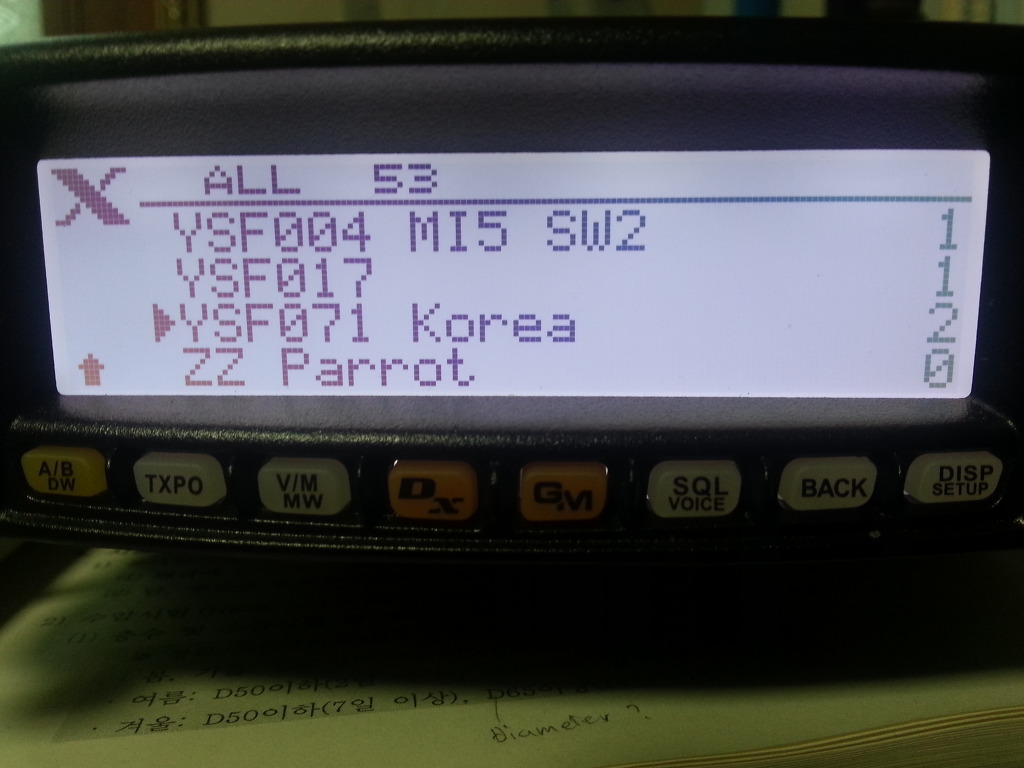 X ALL 53
YSF004 MI5 SW2 1
YSF017 1
YSF071 Korea 2
ZZ Parrot 0
A/B DW
TXPO
V/M MW
Dx
GM
SQL VOICE
BACK
DISP SETUP
여름: D50이하
· 겨울: D50이하(7일 이상),
Diameter?